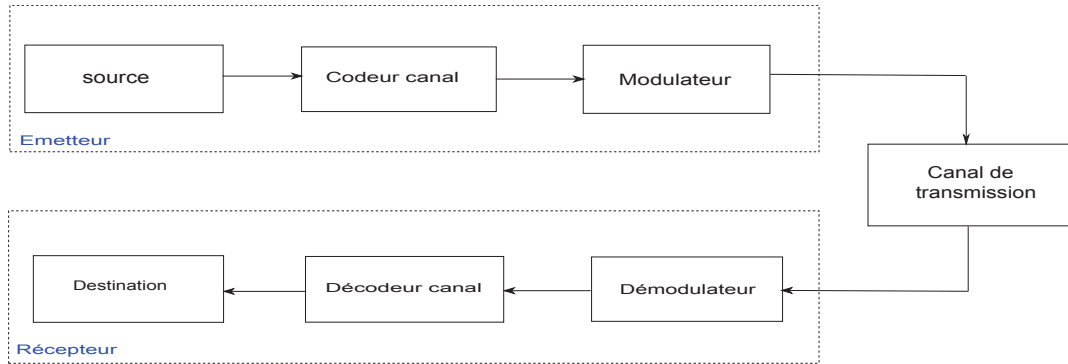 source
Codeur canal
Modulateur
Emetteur
Canal de
transmission
Destination
Décodeur canal
Démodulateur
Récepteur